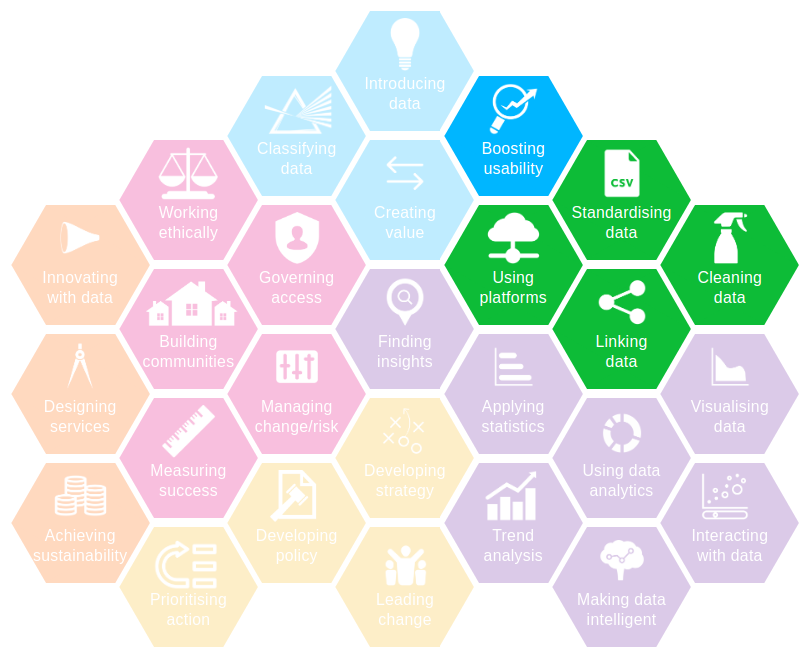 Introducing
data
Classifying
data
Boosting
usability
Working
ethically
Creating
value
CSV
Standardising
data
Innovating
with data
Governing
access
Using
platforms
Cleaning
data
Building
communities
Finding
insights
Linking
data
Designing
services
Managing
change/risk
Applying
statistics
Visualising
data
Measuring
success
Developing
strategy
Using data
analytics
Achieving
sustainability
Developing
policy
Trend
analysis
Interacting
with data
Prioritising
action
Leading
change
Making data
intelligent